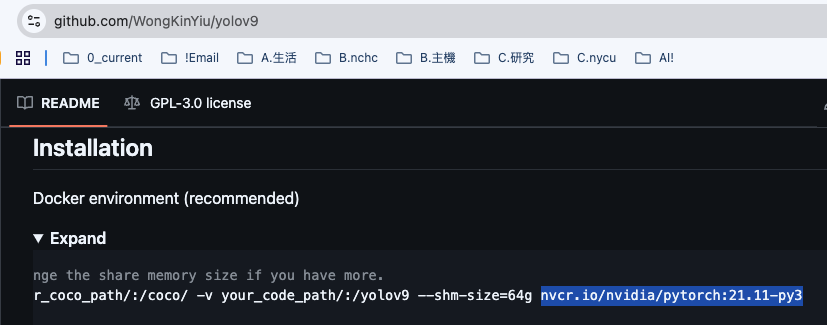 github.com/WongKinYiu/yolov9
0_current !Email A.生活 B.nchc B.主機 C.研究 C.nycu AI!
README GPL-3.0 license
Installation
Docker environment (recommended)
▼ Expand
nge the share memory size if you have more.
r_coco_path/:/coco/ -v your_code_path/:/yolov9 --shm-size=64g nvcr.io/nvidia/pytorch:21.11-py3